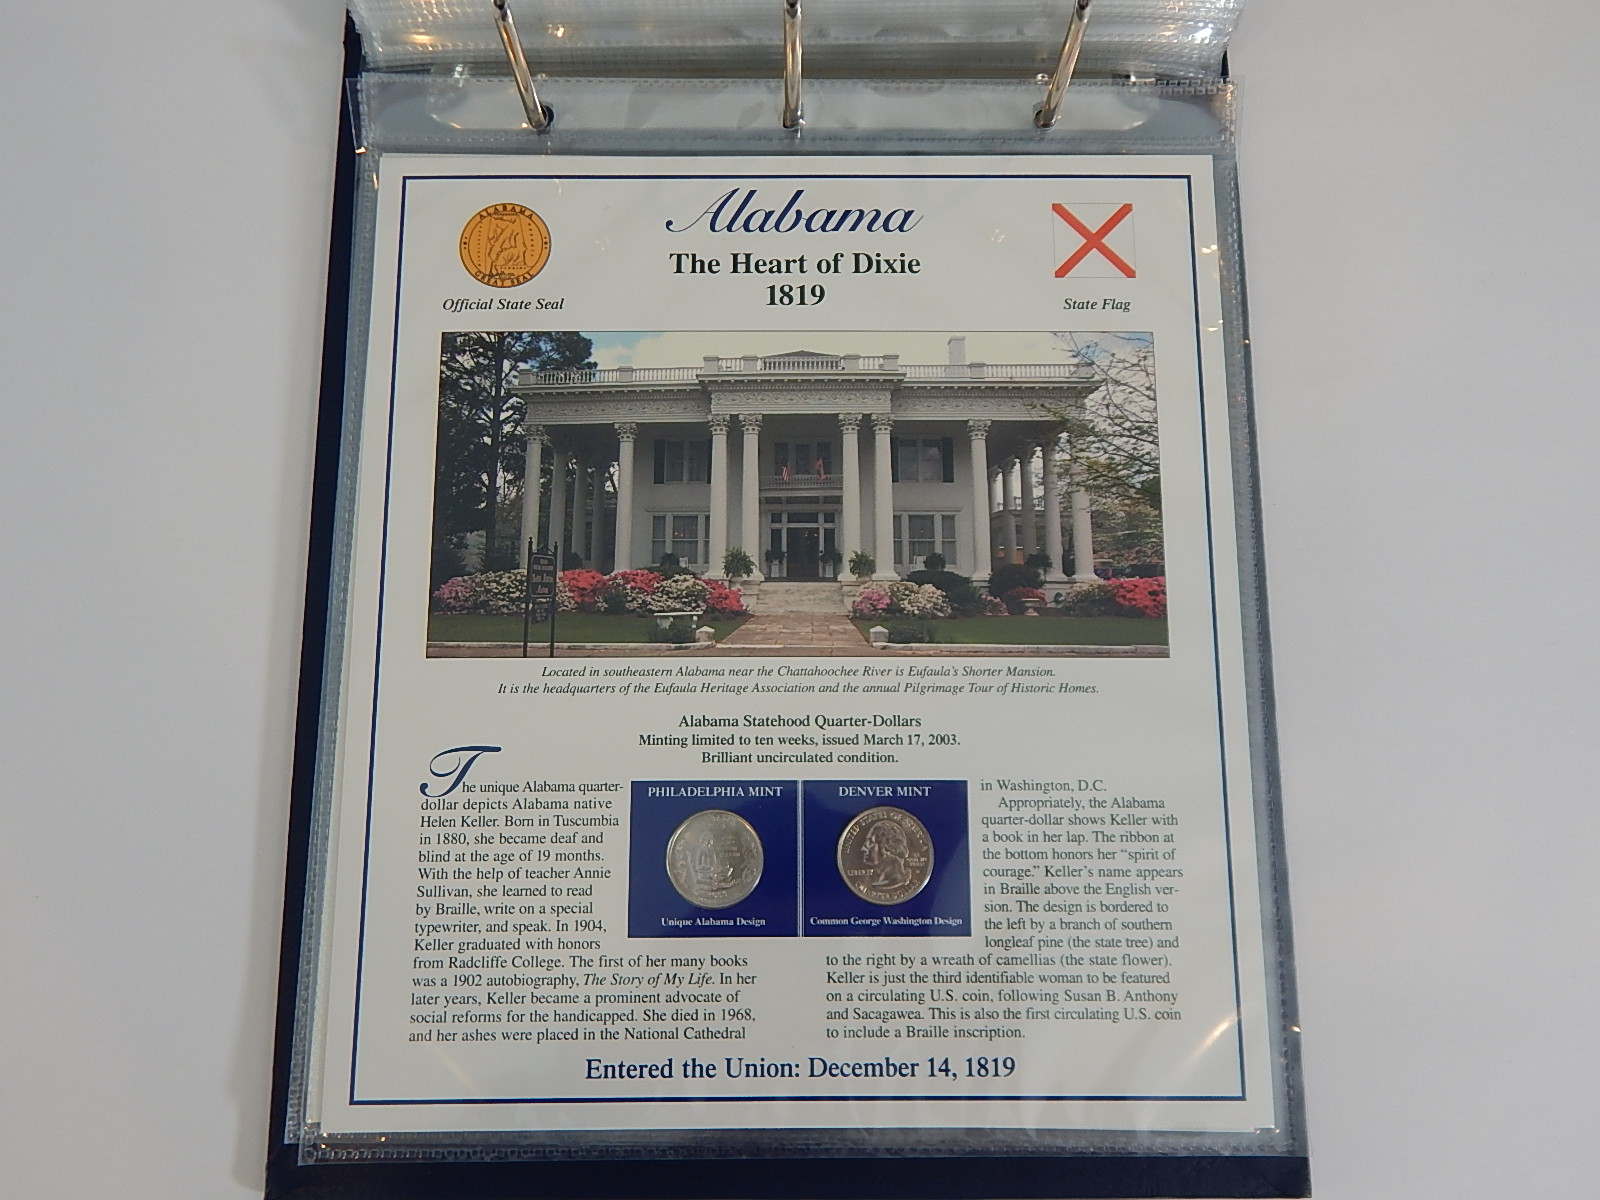 ALABAMA
GREAT SEAL
Official State Seal
Alabama
The Heart of Dixie
1819
State Flag
Located in southeastern Alabama near the Chattahoochee River is Eufaula's Shorter Mansion.
It is the headquarters of the Eufaula Heritage Association and the annual Pilgrimage Tour of Historic Homes.
Alabama Statehood Quarter-Dollars
Minting limited to ten weeks, issued March 17, 2003.
Brilliant uncirculated condition.
The unique Alabama quarter-
dollar depicts Alabama native
Helen Keller. Born in Tuscumbia
in 1880, she became deaf and
blind at the age of 19 months.
With the help of teacher Annie
Sullivan, she learned to read
by Braille, write on a special
typewriter, and speak. In 1904,
Keller graduated with honors
from Radcliffe College. The first of her many books
was a 1902 autobiography, The Story of My Life. In her
later years, Keller became a prominent advocate of
social reforms for the handicapped. She died in 1968,
and her ashes were placed in the National Cathedral
PHILADELPHIA MINT
Unique Alabama Design
DENVER MINT
UNITED STATES OF AMERICA
LIBERTY
QUARTER DOLLAR
Common George Washington Design
in Washington, D.C.
Appropriately, the Alabama
quarter-dollar shows Keller with
a book in her lap. The ribbon at
the bottom honors her "spirit of
courage." Keller's name appears
in Braille above the English ver-
sion. The design is bordered to
the left by a branch of southern
longleaf pine (the state tree) and
to the right by a wreath of camellias (the state flower).
Keller is just the third identifiable woman to be featured
on a circulating U.S. coin, following Susan B. Anthony
and Sacagawea. This is also the first circulating U.S. coin
to include a Braille inscription.
Entered the Union: December 14, 1819